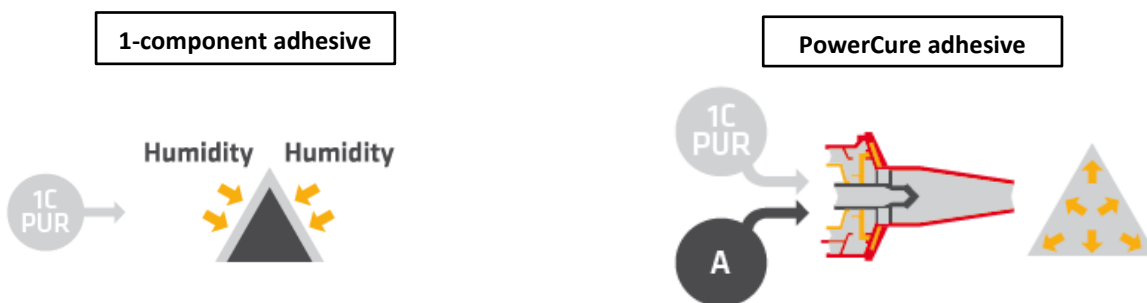 1-component adhesive
PowerCure adhesive
Humidity Humidity
1C
PUR
1C
PUR
A